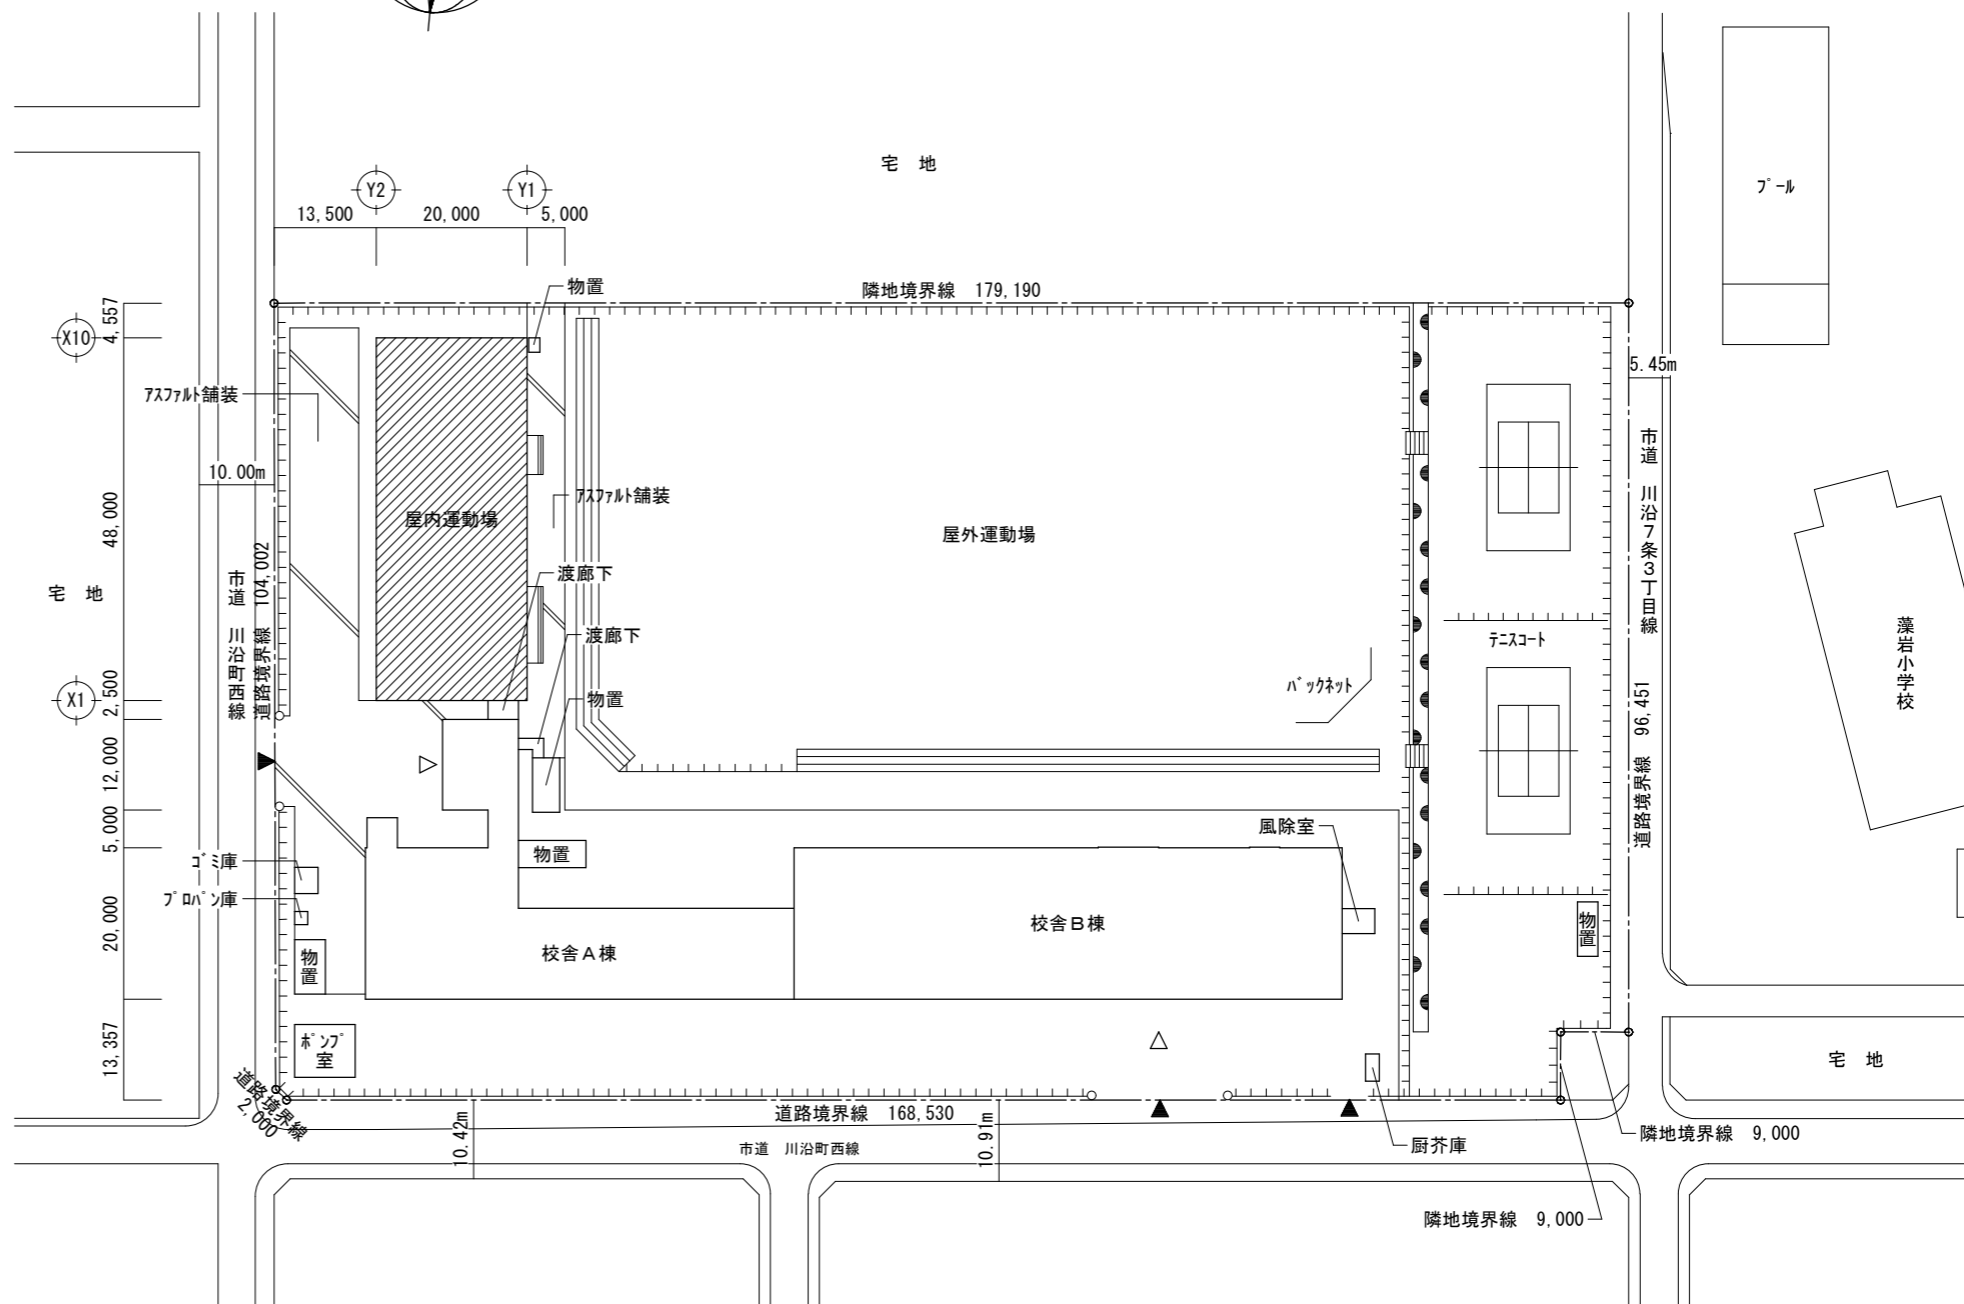 宅 地
プール
Y2
Y1
13,500
20,000
5,000
物置
隣地境界線 179,190
4,557
X10
5.45m
アスファルト舗装
10.00m
アスファルト舗装
屋内運動場
屋外運動場
48,000
市道 川沿7条3丁目線
道路境界線 96,451
宅 地
市道 川沿町西線
道路境界線 104,002
渡廊下
渡廊下
テニスコート
藻岩小学校
バックネット
物置
X1
2,500
12,000
5,000
風除室
物置
ゴミ庫
プロパン庫
20,000
校舎A棟
校舎B棟
物置
物置
ポンプ
室
13,357
宅 地
道路境界線
2,000
10.42m
道路境界線 168,530
10.91m
市道 川沿町西線
厨芥庫
隣地境界線 9,000
隣地境界線 9,000